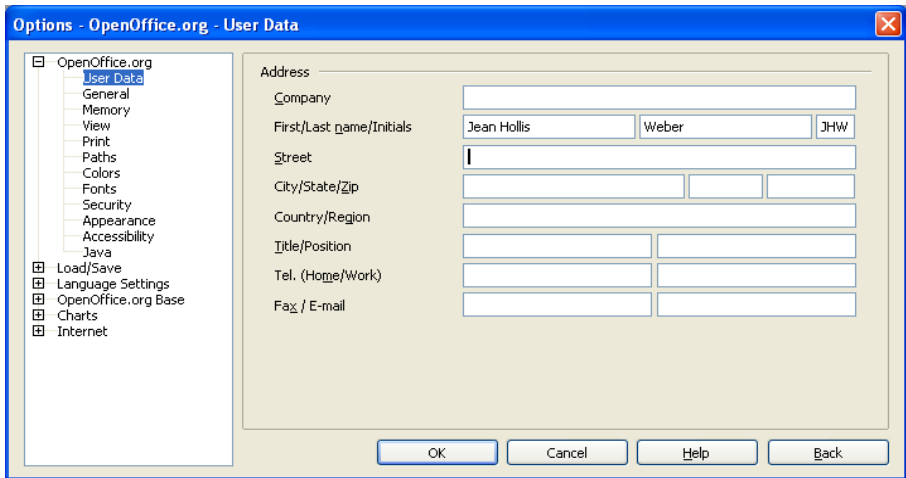 Options - OpenOffice.org - User Data
OpenOffice.org
User Data
General
Memory
View
Print
Paths
Colors
Fonts
Security
Appearance
Accessibility
Java
Load/Save
Language Settings
OpenOffice.org Base
Charts
Internet
Address
Company
First/Last name/Initials Jean Hollis Weber JHW
Street
City/State/Zip
Country/Region
Title/Position
Tel. (Home/Work)
Fax / E-mail
OK Cancel Help Back